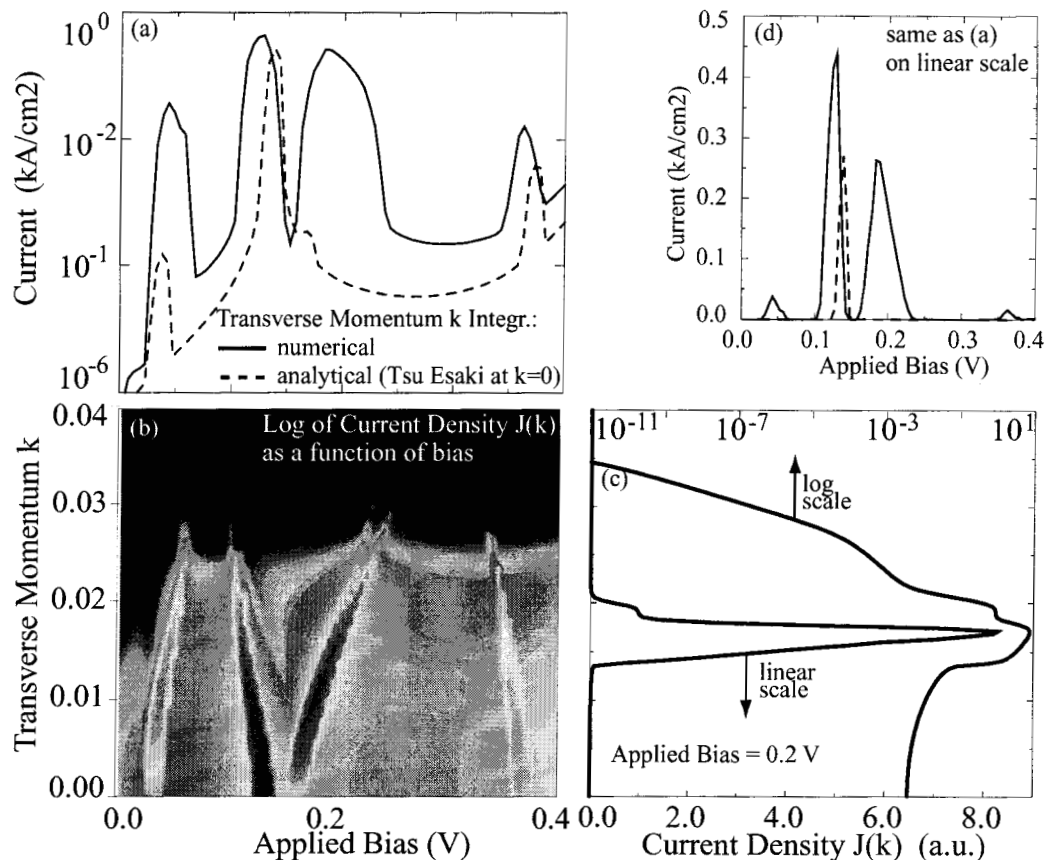 (a)
10^0
10^-2
10^-1
10^-6
Current (kA/cm2)
Transverse Momentum k Integr.:
numerical
analytical (Tsu Esaki at k=0)
(d)
same as (a)
on linear scale
0.5
0.4
0.3
0.2
0.1
0.0
Current (kA/cm2)
0.0 0.1 0.2 0.3 0.4
Applied Bias (V)
(b)
Log of Current Density J(k)
as a function of bias
0.04
0.03
0.02
0.01
0.00
Transverse Momentum k
0.0 0.2 0.4
Applied Bias (V)
10^-11 10^-7 10^-3 10^1
(c)
log
scale
linear
scale
Applied Bias = 0.2 V
0.0 2.0 4.0 6.0 8.0
Current Density J(k) (a.u.)